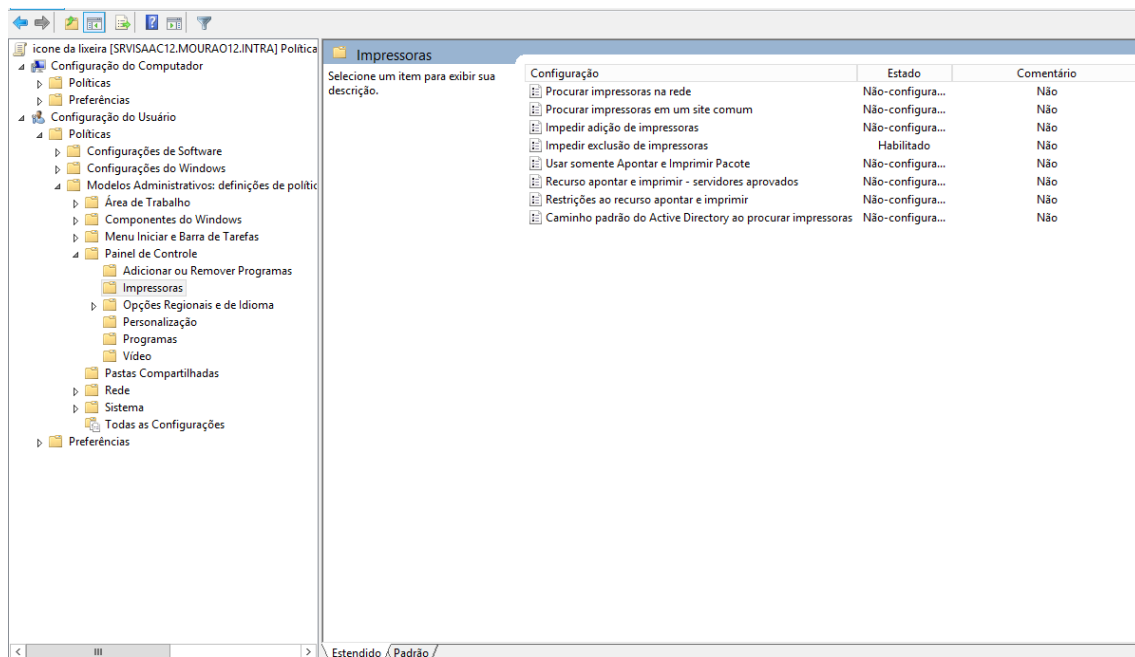 icone da lixeira [SRVISAAC12.MOURAO12.INTRA] Política
Configuração do Computador
Políticas
Preferências
Configuração do Usuário
Políticas
Configurações de Software
Configurações do Windows
Modelos Administrativos: definições de polític
Área de Trabalho
Componentes do Windows
Menu Iniciar e Barra de Tarefas
Painel de Controle
Adicionar ou Remover Programas
Impressoras
Opções Regionais e de Idioma
Personalização
Programas
Vídeo
Pastas Compartilhadas
Rede
Sistema
Todas as Configurações
Preferências
Impressoras
Selecione um item para exibir sua
descrição.
Configuração Estado Comentário
Procurar impressoras na rede Não-configura... Não
Procurar impressoras em um site comum Não-configura... Não
Impedir adição de impressoras Não-configura... Não
Impedir exclusão de impressoras Habilitado Não
Usar somente Apontar e Imprimir Pacote Não-configura... Não
Recurso apontar e imprimir - servidores aprovados Não-configura... Não
Restrições ao recurso apontar e imprimir Não-configura... Não
Caminho padrão do Active Directory ao procurar impressoras Não-configura... Não
Estendido Padrão